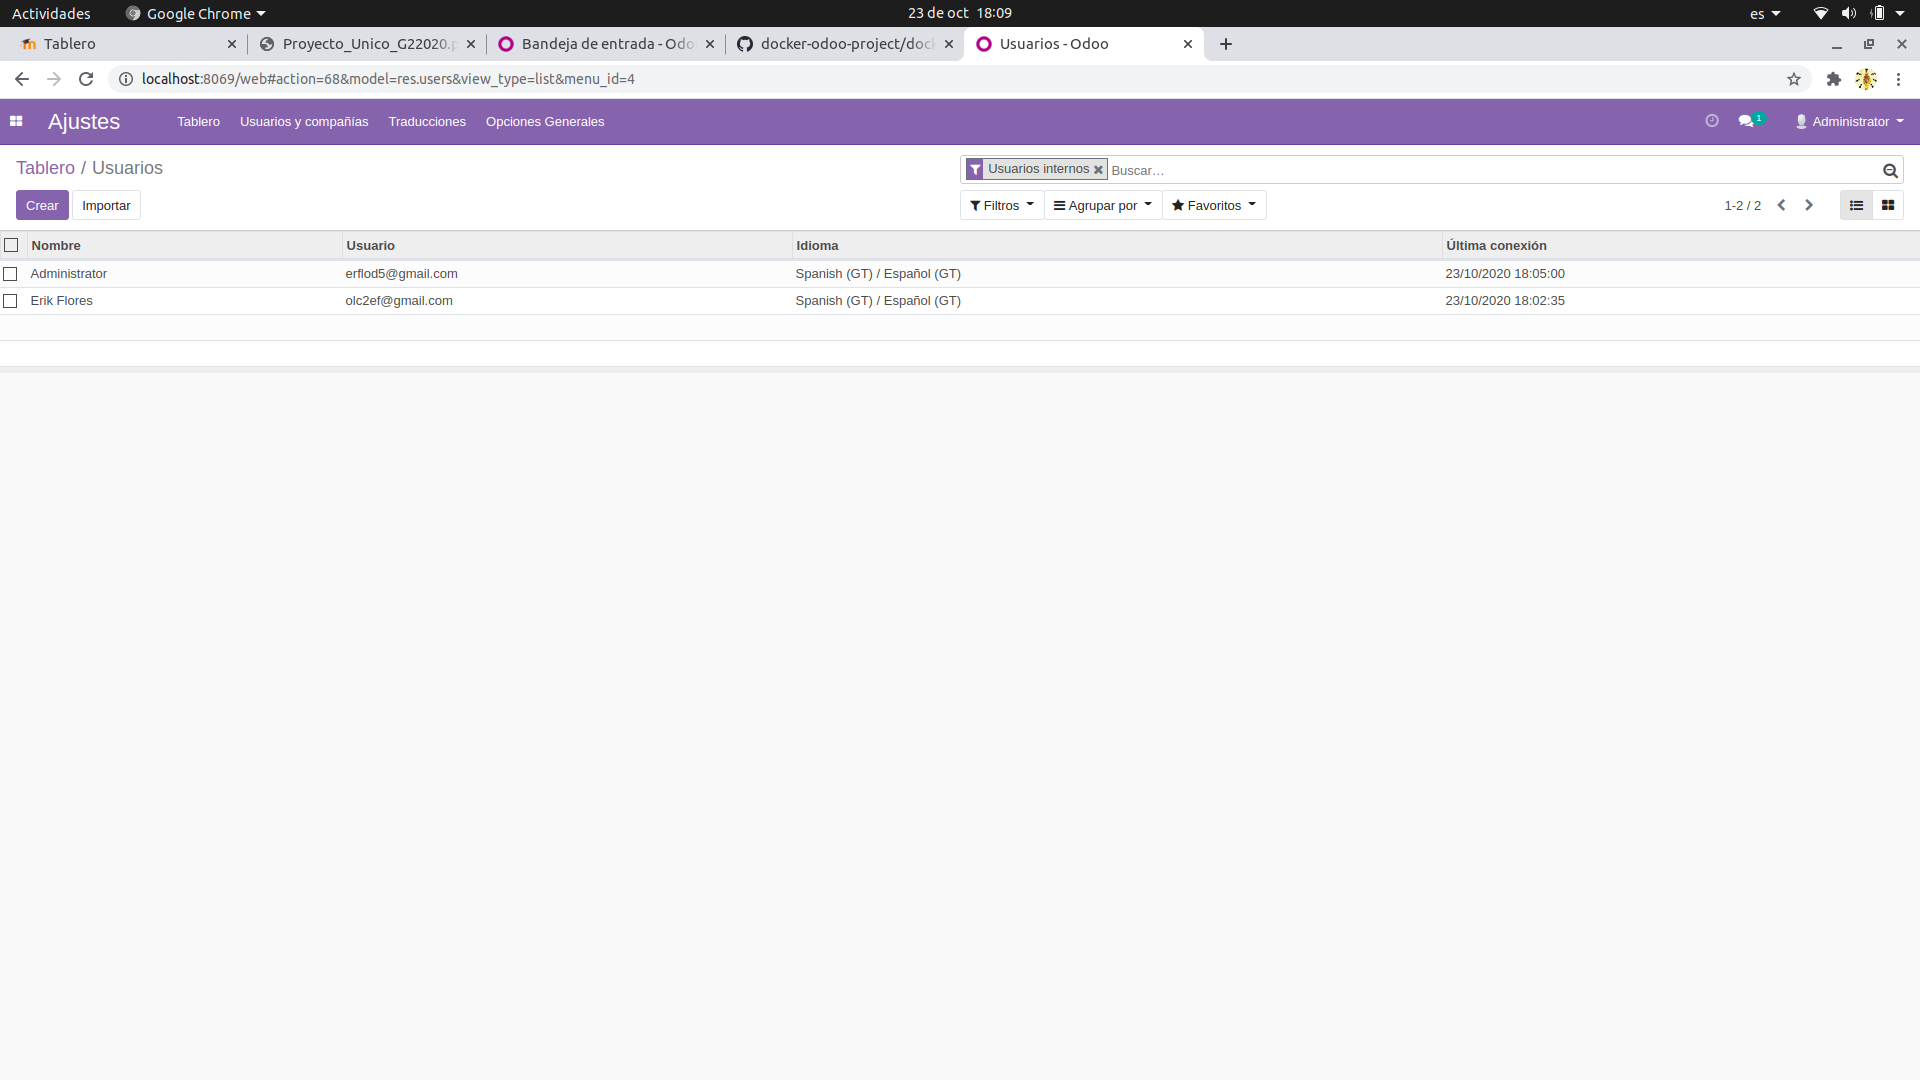 Actividades Google Chrome 23 de oct 18:09 es
Tablero Proyecto_Unico_G22020.p Bandeja de entrada - Odo docker-odoo-project/dock Usuarios - Odoo
localhost:8069/web#action=68&model=res.users&view_type=list&menu_id=4
Ajustes Tablero Usuarios y compañías Traducciones Opciones Generales 1 Administrator
Tablero / Usuarios Usuarios internos Buscar...
Crear Importar Filtros Agrupar por Favoritos 1-2 / 2
Nombre Usuario Idioma Última conexión
Administrator erflod5@gmail.com Spanish (GT) / Español (GT) 23/10/2020 18:05:00
Erik Flores olc2ef@gmail.com Spanish (GT) / Español (GT) 23/10/2020 18:02:35